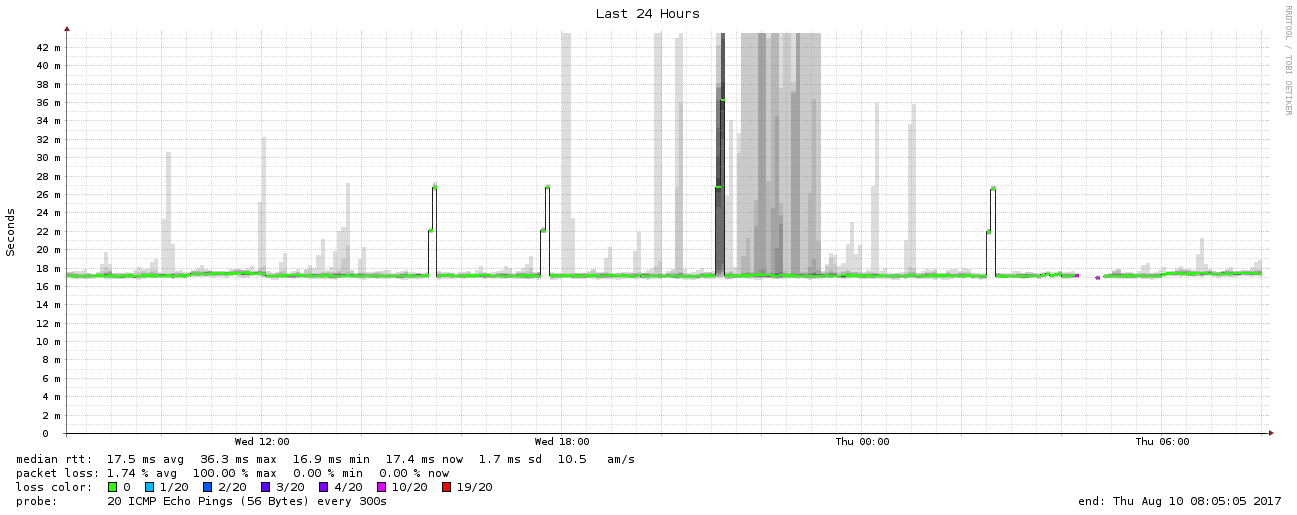 Last 24 Hours
RRDTOOL / TOBI OETIKER
Seconds
42 m
40 m
38 m
36 m
34 m
32 m
30 m
28 m
26 m
24 m
22 m
20 m
18 m
16 m
14 m
12 m
10 m
8 m
6 m
4 m
2 m
0
Wed 12:00 Wed 18:00 Thu 00:00 Thu 06:00
median rtt: 17.5 ms avg 36.3 ms max 16.9 ms min 17.4 ms now 1.7 ms sd 10.5 am/s
packet loss: 1.74 % avg 100.00 % max 0.00 % min 0.00 % now
loss color: 0 1/20 2/20 3/20 4/20 10/20 19/20
probe: 20 ICMP Echo Pings (56 Bytes) every 300s
end: Thu Aug 10 08:05:05 2017